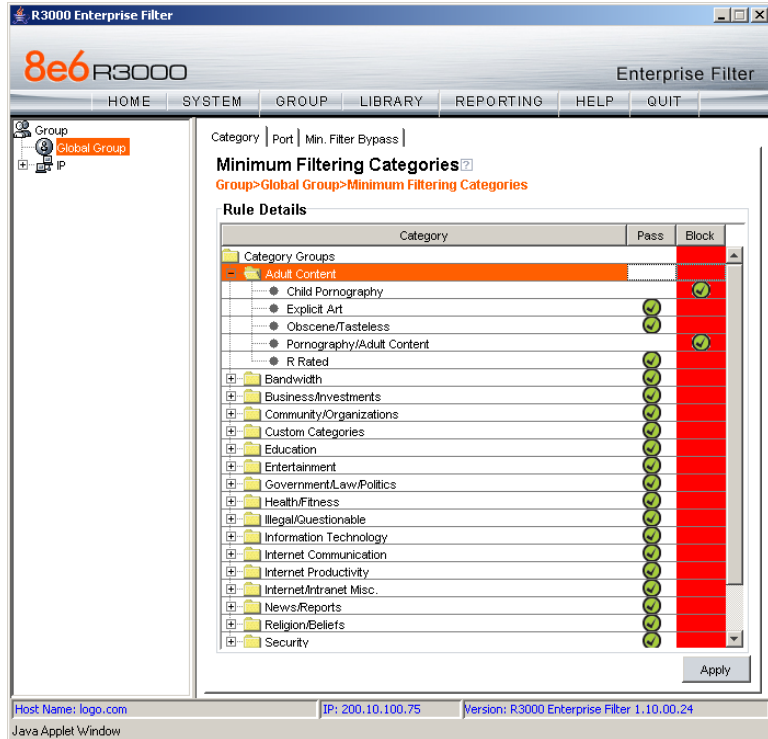 R3000 Enterprise Filter
8e6 R3000
Enterprise Filter
HOME SYSTEM GROUP LIBRARY REPORTING HELP QUIT
Group
Global Group
IP
Category Port Min. Filter Bypass
Minimum Filtering Categories
Group>Global Group>Minimum Filtering Categories
Rule Details
Category Pass Block
Category Groups
Adult Content
Child Pornography
Explicit Art
Obscene/Tasteless
Pornography/Adult Content
R Rated
Bandwidth
Business/Investments
Community/Organizations
Custom Categories
Education
Entertainment
Government/Law/Politics
Health/Fitness
Illegal/Questionable
Information Technology
Internet Communication
Internet Productivity
Internet/Intranet Misc.
News/Reports
Religion/Beliefs
Security
Apply
Host Name: logo.com IP: 200.10.100.75 Version: R3000 Enterprise Filter 1.10.00.24
Java Applet Window